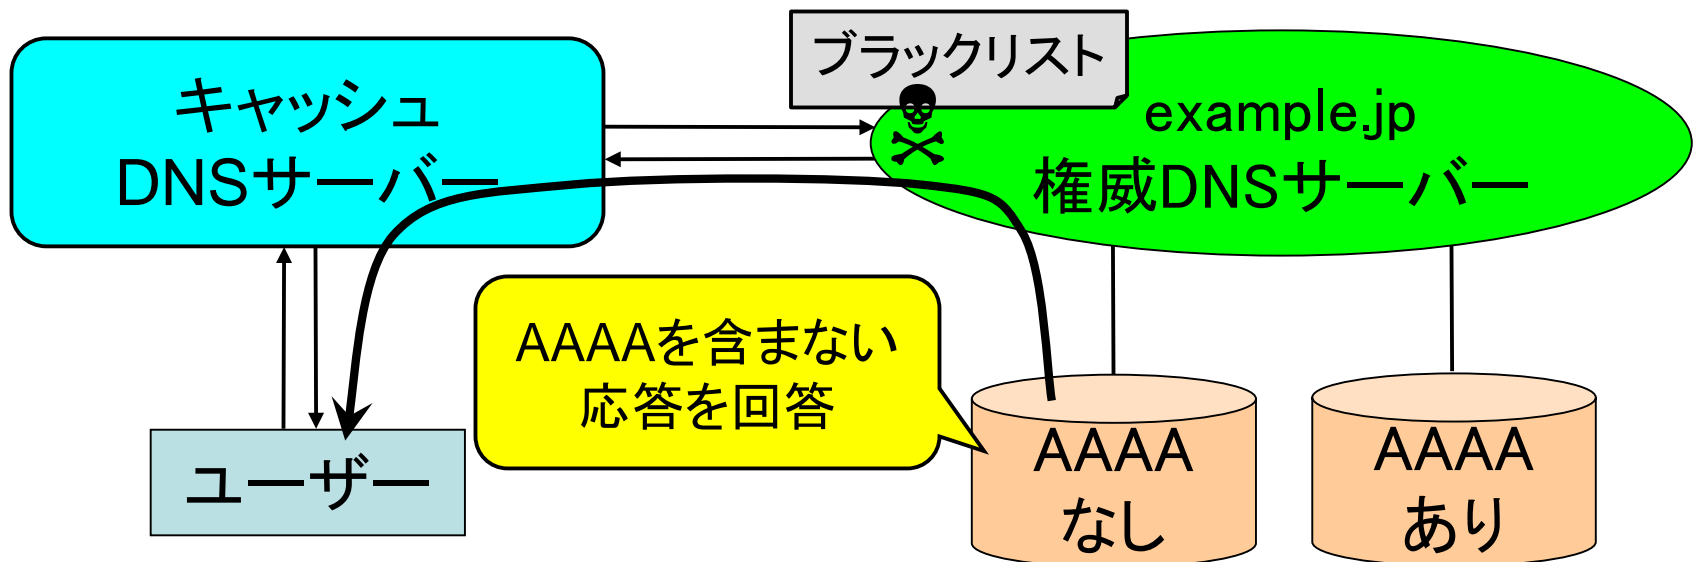 ブラックリスト
キャッシュ
DNSサーバー
example.jp
権威DNSサーバー
AAAAを含まない
応答を回答
ユーザー
AAAA
なし
AAAA
あり